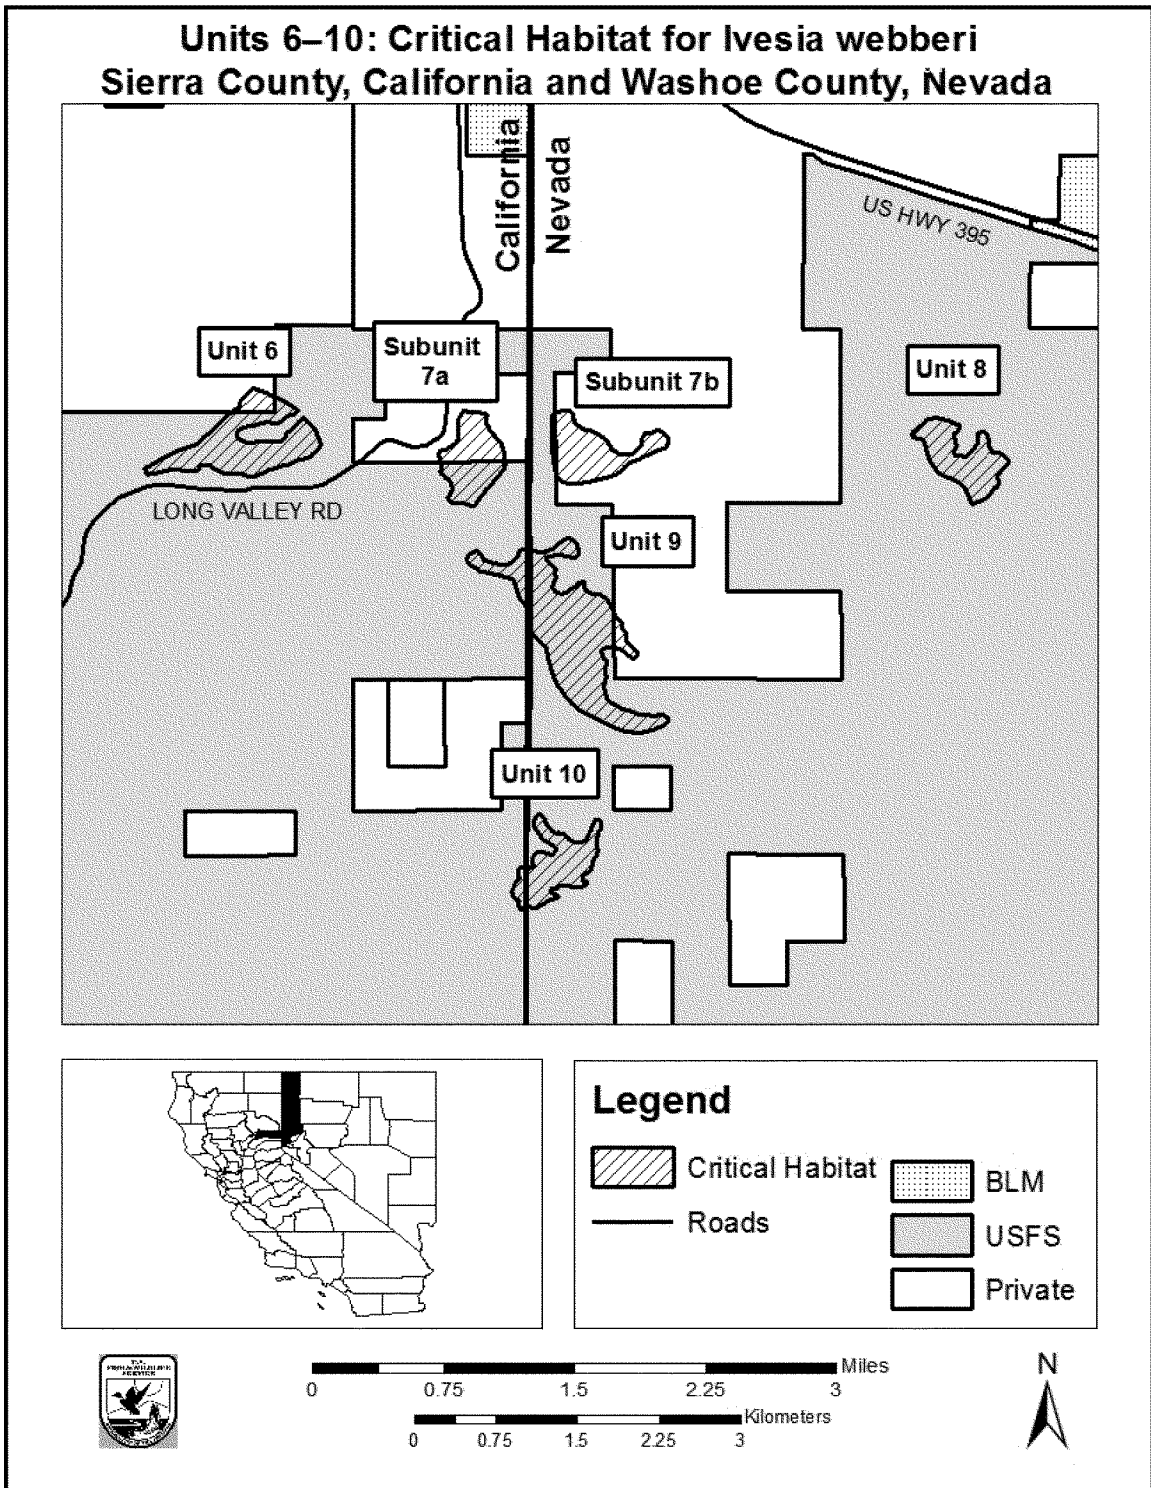 Units 6–10: Critical Habitat for Ivesia webberi
Sierra County, California and Washoe County, Nevada
California
Nevada
US HWY 395
Unit 6
Subunit
7a
Subunit 7b
Unit 8
LONG VALLEY RD
Unit 9
Unit 10
Legend
Critical Habitat
Roads
BLM
USFS
Private
U.S.
FISH & WILDLIFE
SERVICE
Miles
0 0.75 1.5 2.25 3
Kilometers
0 0.75 1.5 2.25 3
N